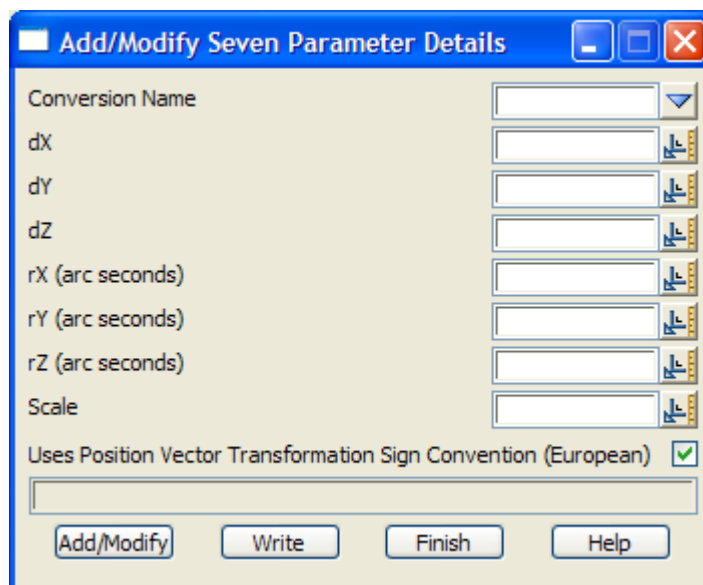 Add/Modify Seven Parameter Details
Conversion Name
dX
dY
dZ
rX (arc seconds)
rY (arc seconds)
rZ (arc seconds)
Scale
Uses Position Vector Transformation Sign Convention (European)
Add/Modify Write Finish Help